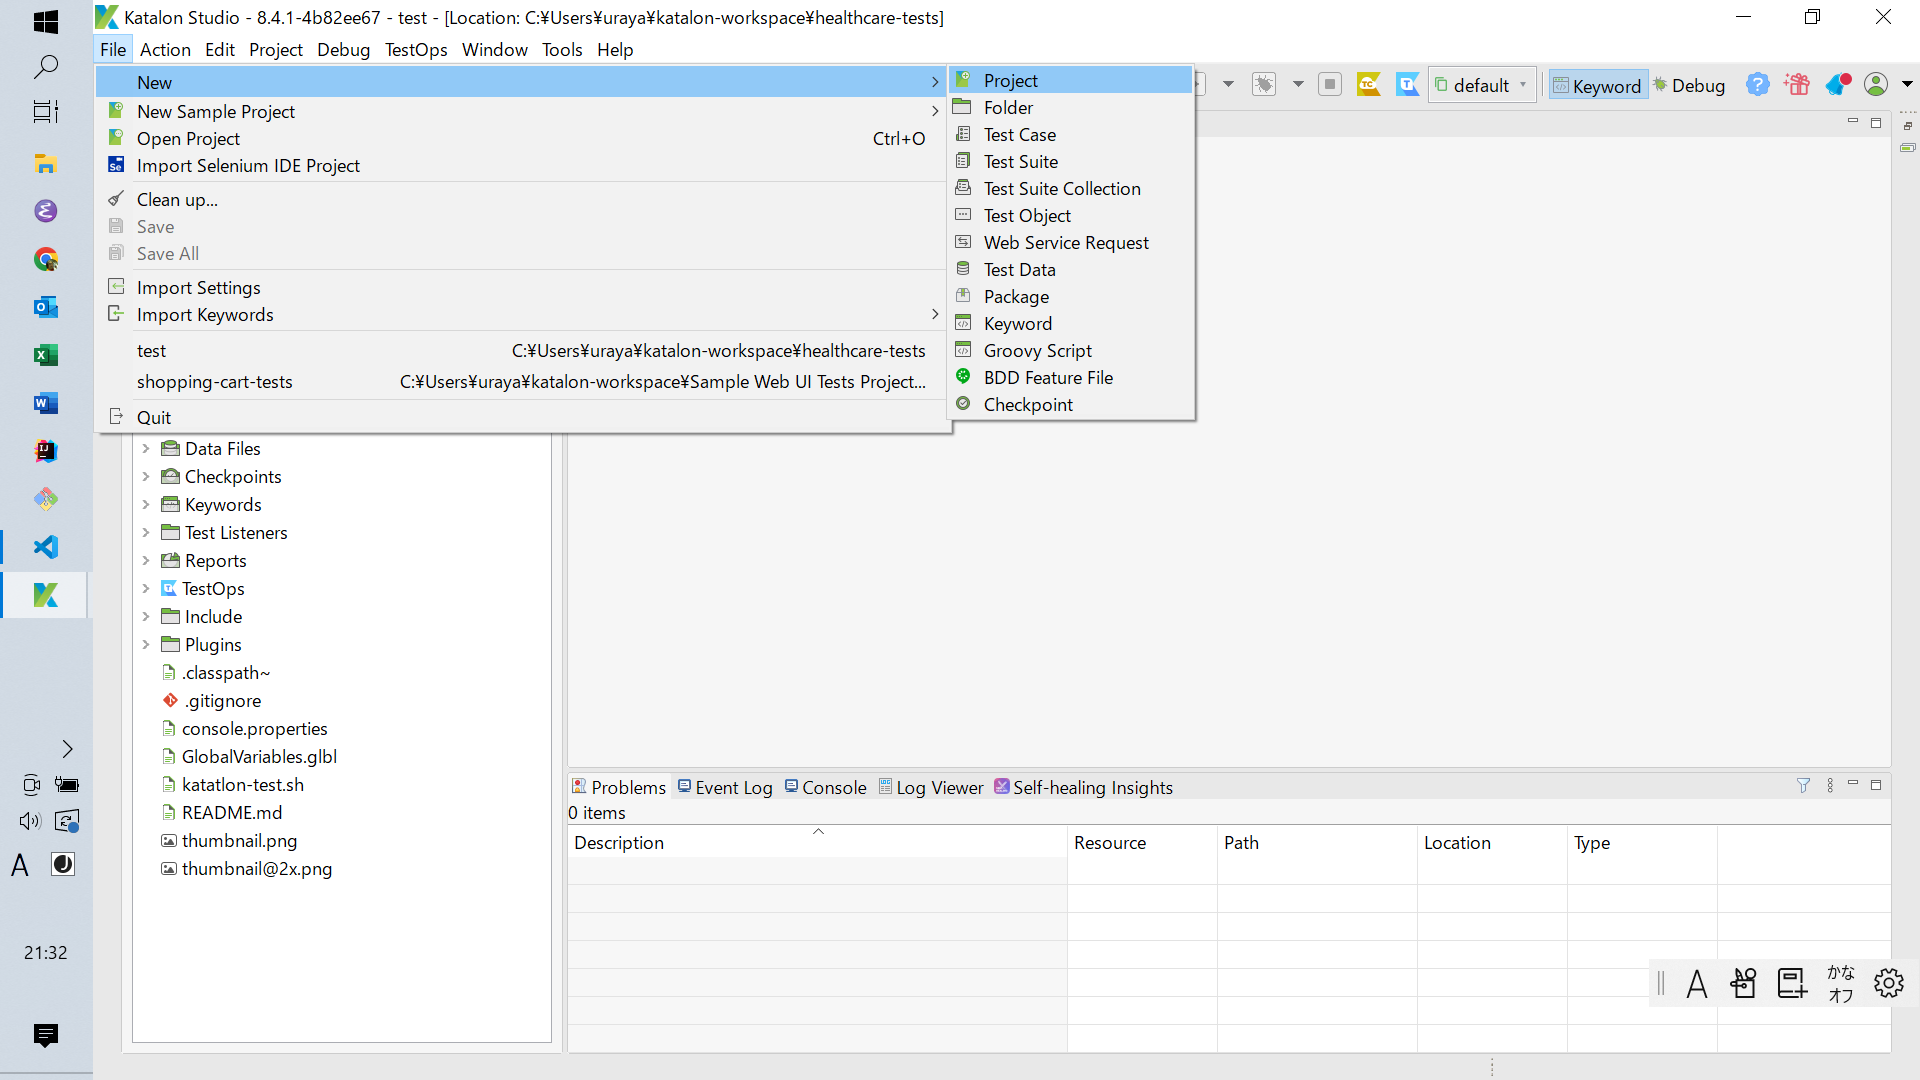 Katalon Studio - 8.4.1-4b82ee67 - test - [Location: C:¥Users¥uraya¥katalon-workspace¥healthcare-tests]
File Action Edit Project Debug TestOps Window Tools Help
New
New Sample Project
Open Project Ctrl+O
Import Selenium IDE Project
Clean up...
Save
Save All
Import Settings
Import Keywords
test C:¥Users¥uraya¥katalon-workspace¥healthcare-tests
shopping-cart-tests C:¥Users¥uraya¥katalon-workspace¥Sample Web UI Tests Project...
Quit
Project
Folder
Test Case
Test Suite
Test Suite Collection
Test Object
Web Service Request
Test Data
Package
Keyword
Groovy Script
BDD Feature File
Checkpoint
default Keyword Debug
Data Files
Checkpoints
Keywords
Test Listeners
Reports
TestOps
Include
Plugins
.classpath~
.gitignore
console.properties
GlobalVariables.glbl
katatlon-test.sh
README.md
thumbnail.png
thumbnail@2x.png
Problems Event Log Console Log Viewer Self-healing Insights
0 items
Description Resource Path Location Type
A
21:32
A かな
オフ